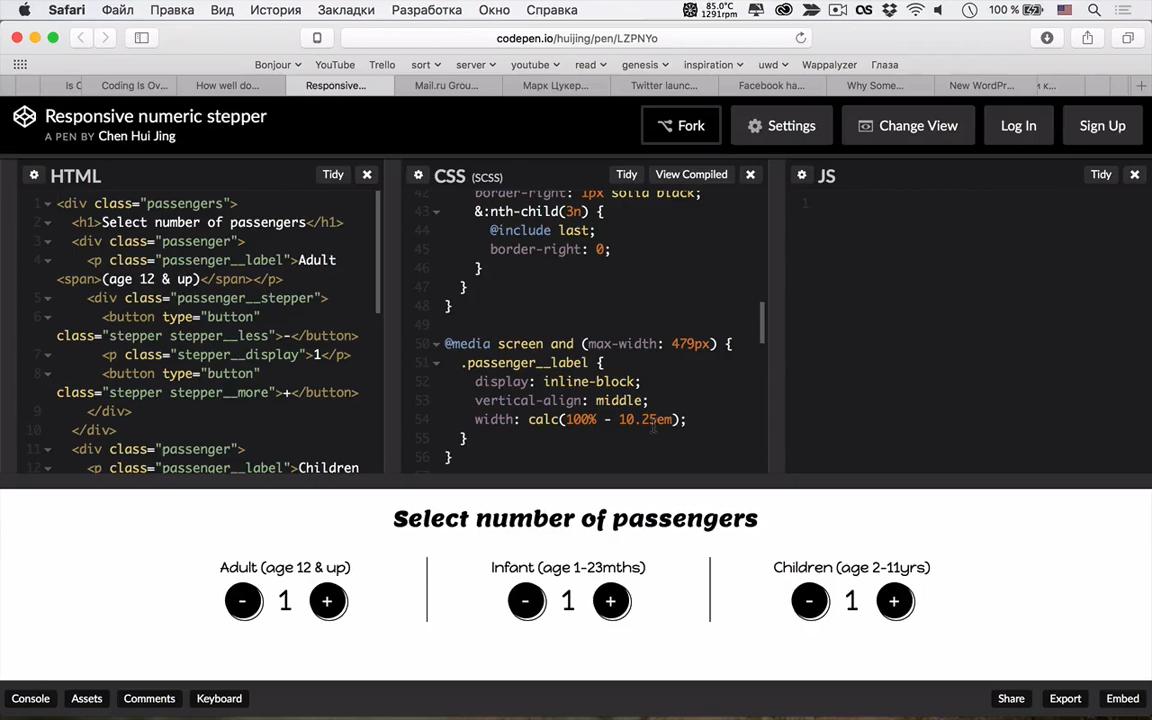 Safari Файл Правка Вид История Закладки Разработка Окно Справка 85.0°C 1291rpm 100 %
codepen.io/huijing/pen/LZPNYo
Bonjour YouTube Trello sort server youtube read genesis inspiration uwd Wappalyzer Глаза
Is C Coding Is Ov... How well do... Responsive... Mail.ru Grou... Марк Цукер... Twitter launc... Facebook ha... Why Some... New WordPr... и к...
Responsive numeric stepper
A PEN BY Chen Hui Jing
Fork Settings Change View Log In Sign Up
HTML Tidy
1 <div class="passengers">
2 <h1>Select number of passengers</h1>
3 <div class="passenger">
4 <p class="passenger__label">Adult
<span>(age 12 & up)</span></p>
5 <div class="passenger__stepper">
6 <button type="button"
class="stepper stepper__less">-</button>
7 <p class="stepper__display">1</p>
8 <button type="button"
class="stepper stepper__more">+</button>
9 </div>
10 </div>
11 <div class="passenger">
12 <p class="passenger__label">Children
CSS (SCSS) Tidy View Compiled
42 border-right: 1px solid black;
43 &:nth-child(3n) {
44 @include last;
45 border-right: 0;
46 }
47 }
48 }
49
50 @media screen and (max-width: 479px) {
51 .passenger__label {
52 display: inline-block;
53 vertical-align: middle;
54 width: calc(100% - 10.25em);
55 }
56 }
JS Tidy
1
Select number of passengers
Adult (age 12 & up) Infant (age 1-23mths) Children (age 2-11yrs)
- 1 + - 1 + - 1 +
Console Assets Comments Keyboard Share Export Embed